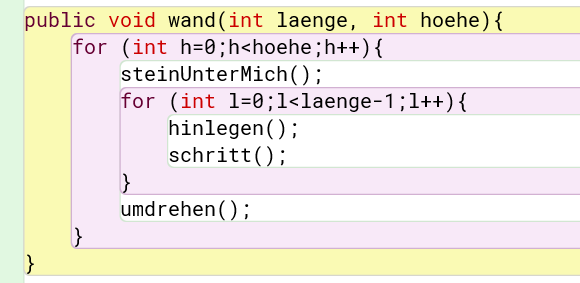 public void wand(int laenge, int hoehe){
for (int h=0;h<hoehe;h++){
steinUnterMich();
for (int l=0;l<laenge-1;l++){
hinlegen();
schritt();
}
umdrehen();
}
}